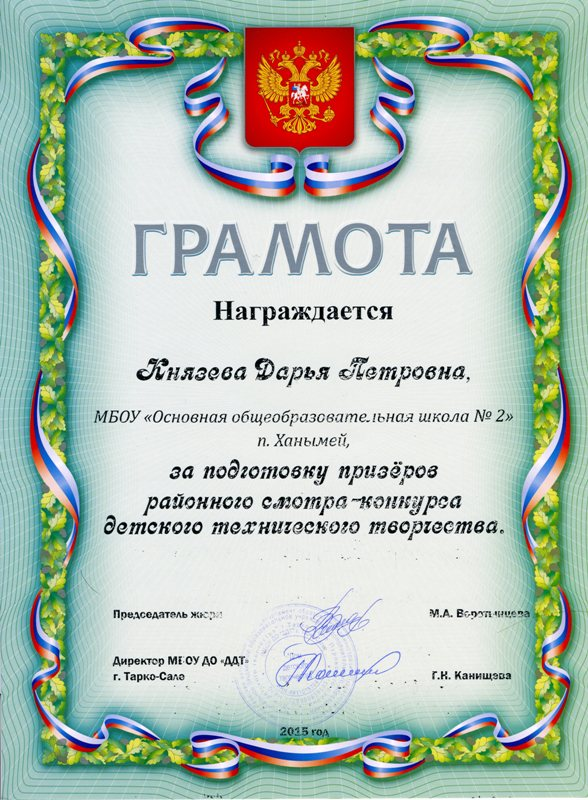 ГРАМОТА
Награждается
Князева Дарья Петровна,
МБОУ «Основная общеобразовательная школа № 2»
п. Ханымей,
за подготовку призёров
районного смотра-конкурса
детского технического творчества.
Председатель жюри
М.А. Воротынцева
Директор МБОУ ДО «ДДТ»
г. Тарко-Сале
Г.К. Канищева
2015 год